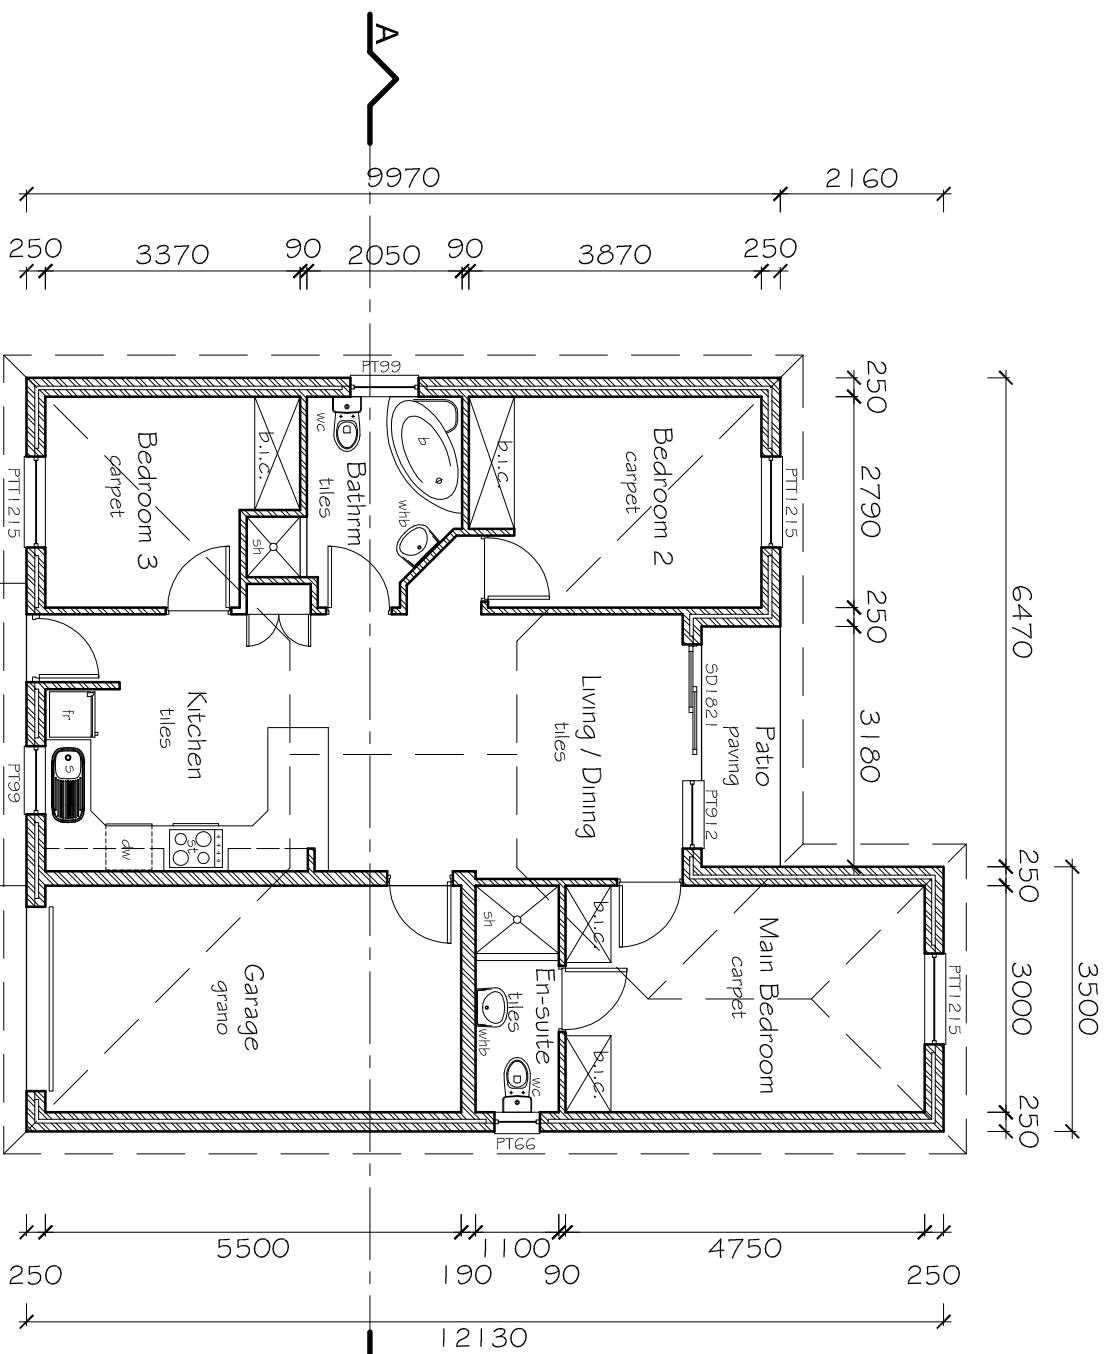 A
9970
2160
250
3370
90
2050
90
3870
250
PT99
250
2790
250
3180
6470
250
3000
250
3500
PTT1215
Bedroom 3
carpet
b.i.c.
wc
Bathrm
tiles
b
whb
sh
b.i.c.
Bedroom 2
carpet
PTT1215
Kitchen
tiles
fr
s
PT99
dw
st
Living / Dining
tiles
SD1821
PT912
Patio
paving
Garage
grano
sh
En-suite
tiles
whb
wc
PT66
b.i.c.
b.i.c.
Main Bedroom
carpet
PTT1215
5500
1100
4750
250
190
90
250
12130